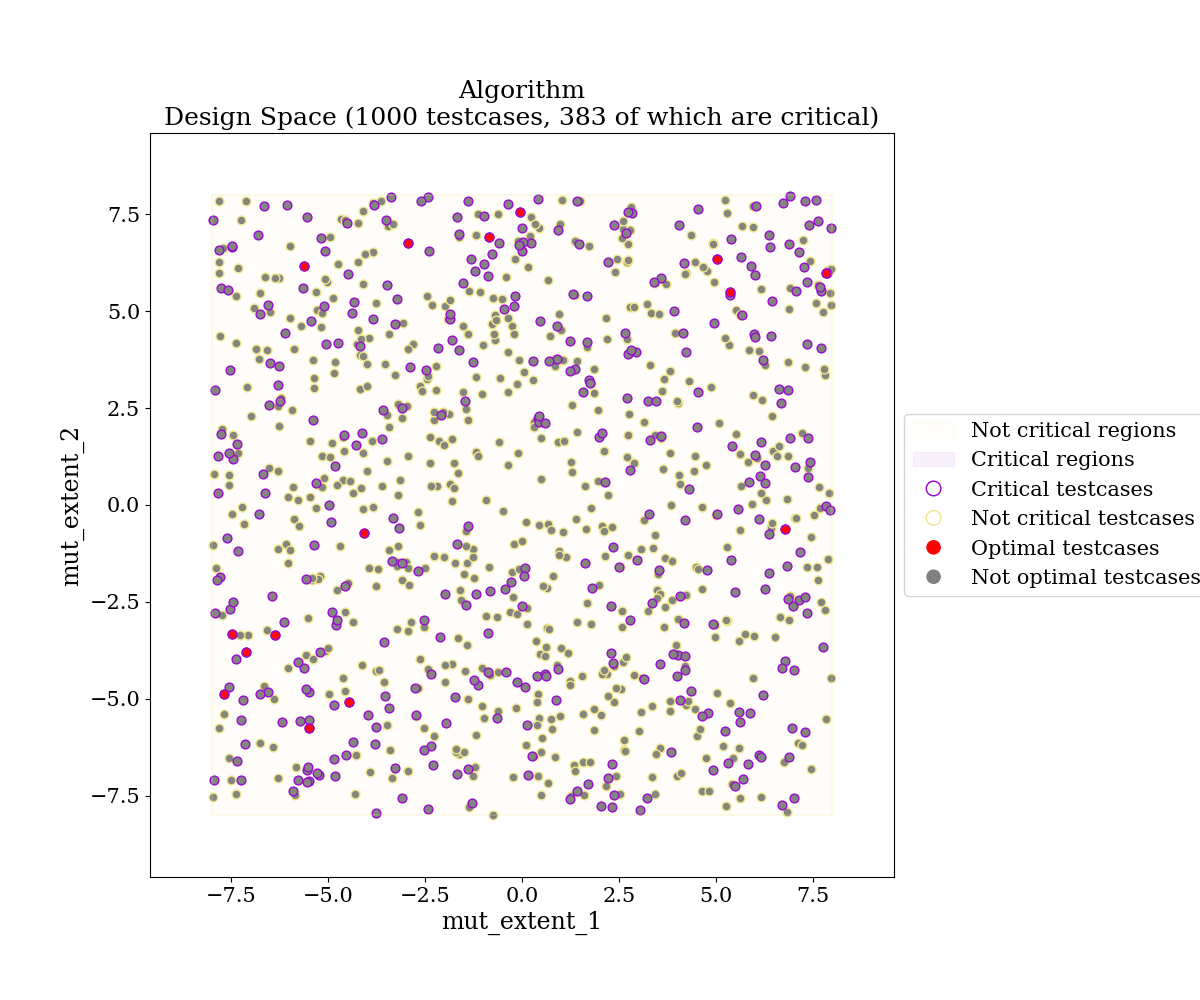 Algorithm
Design Space (1000 testcases, 383 of which are critical)
7.5
5.0
2.5
0.0
−2.5
−5.0
−7.5
mut_extent_2
−7.5
−5.0
−2.5
0.0
2.5
5.0
7.5
mut_extent_1
Not critical regions
Critical regions
Critical testcases
Not critical testcases
Optimal testcases
Not optimal testcases